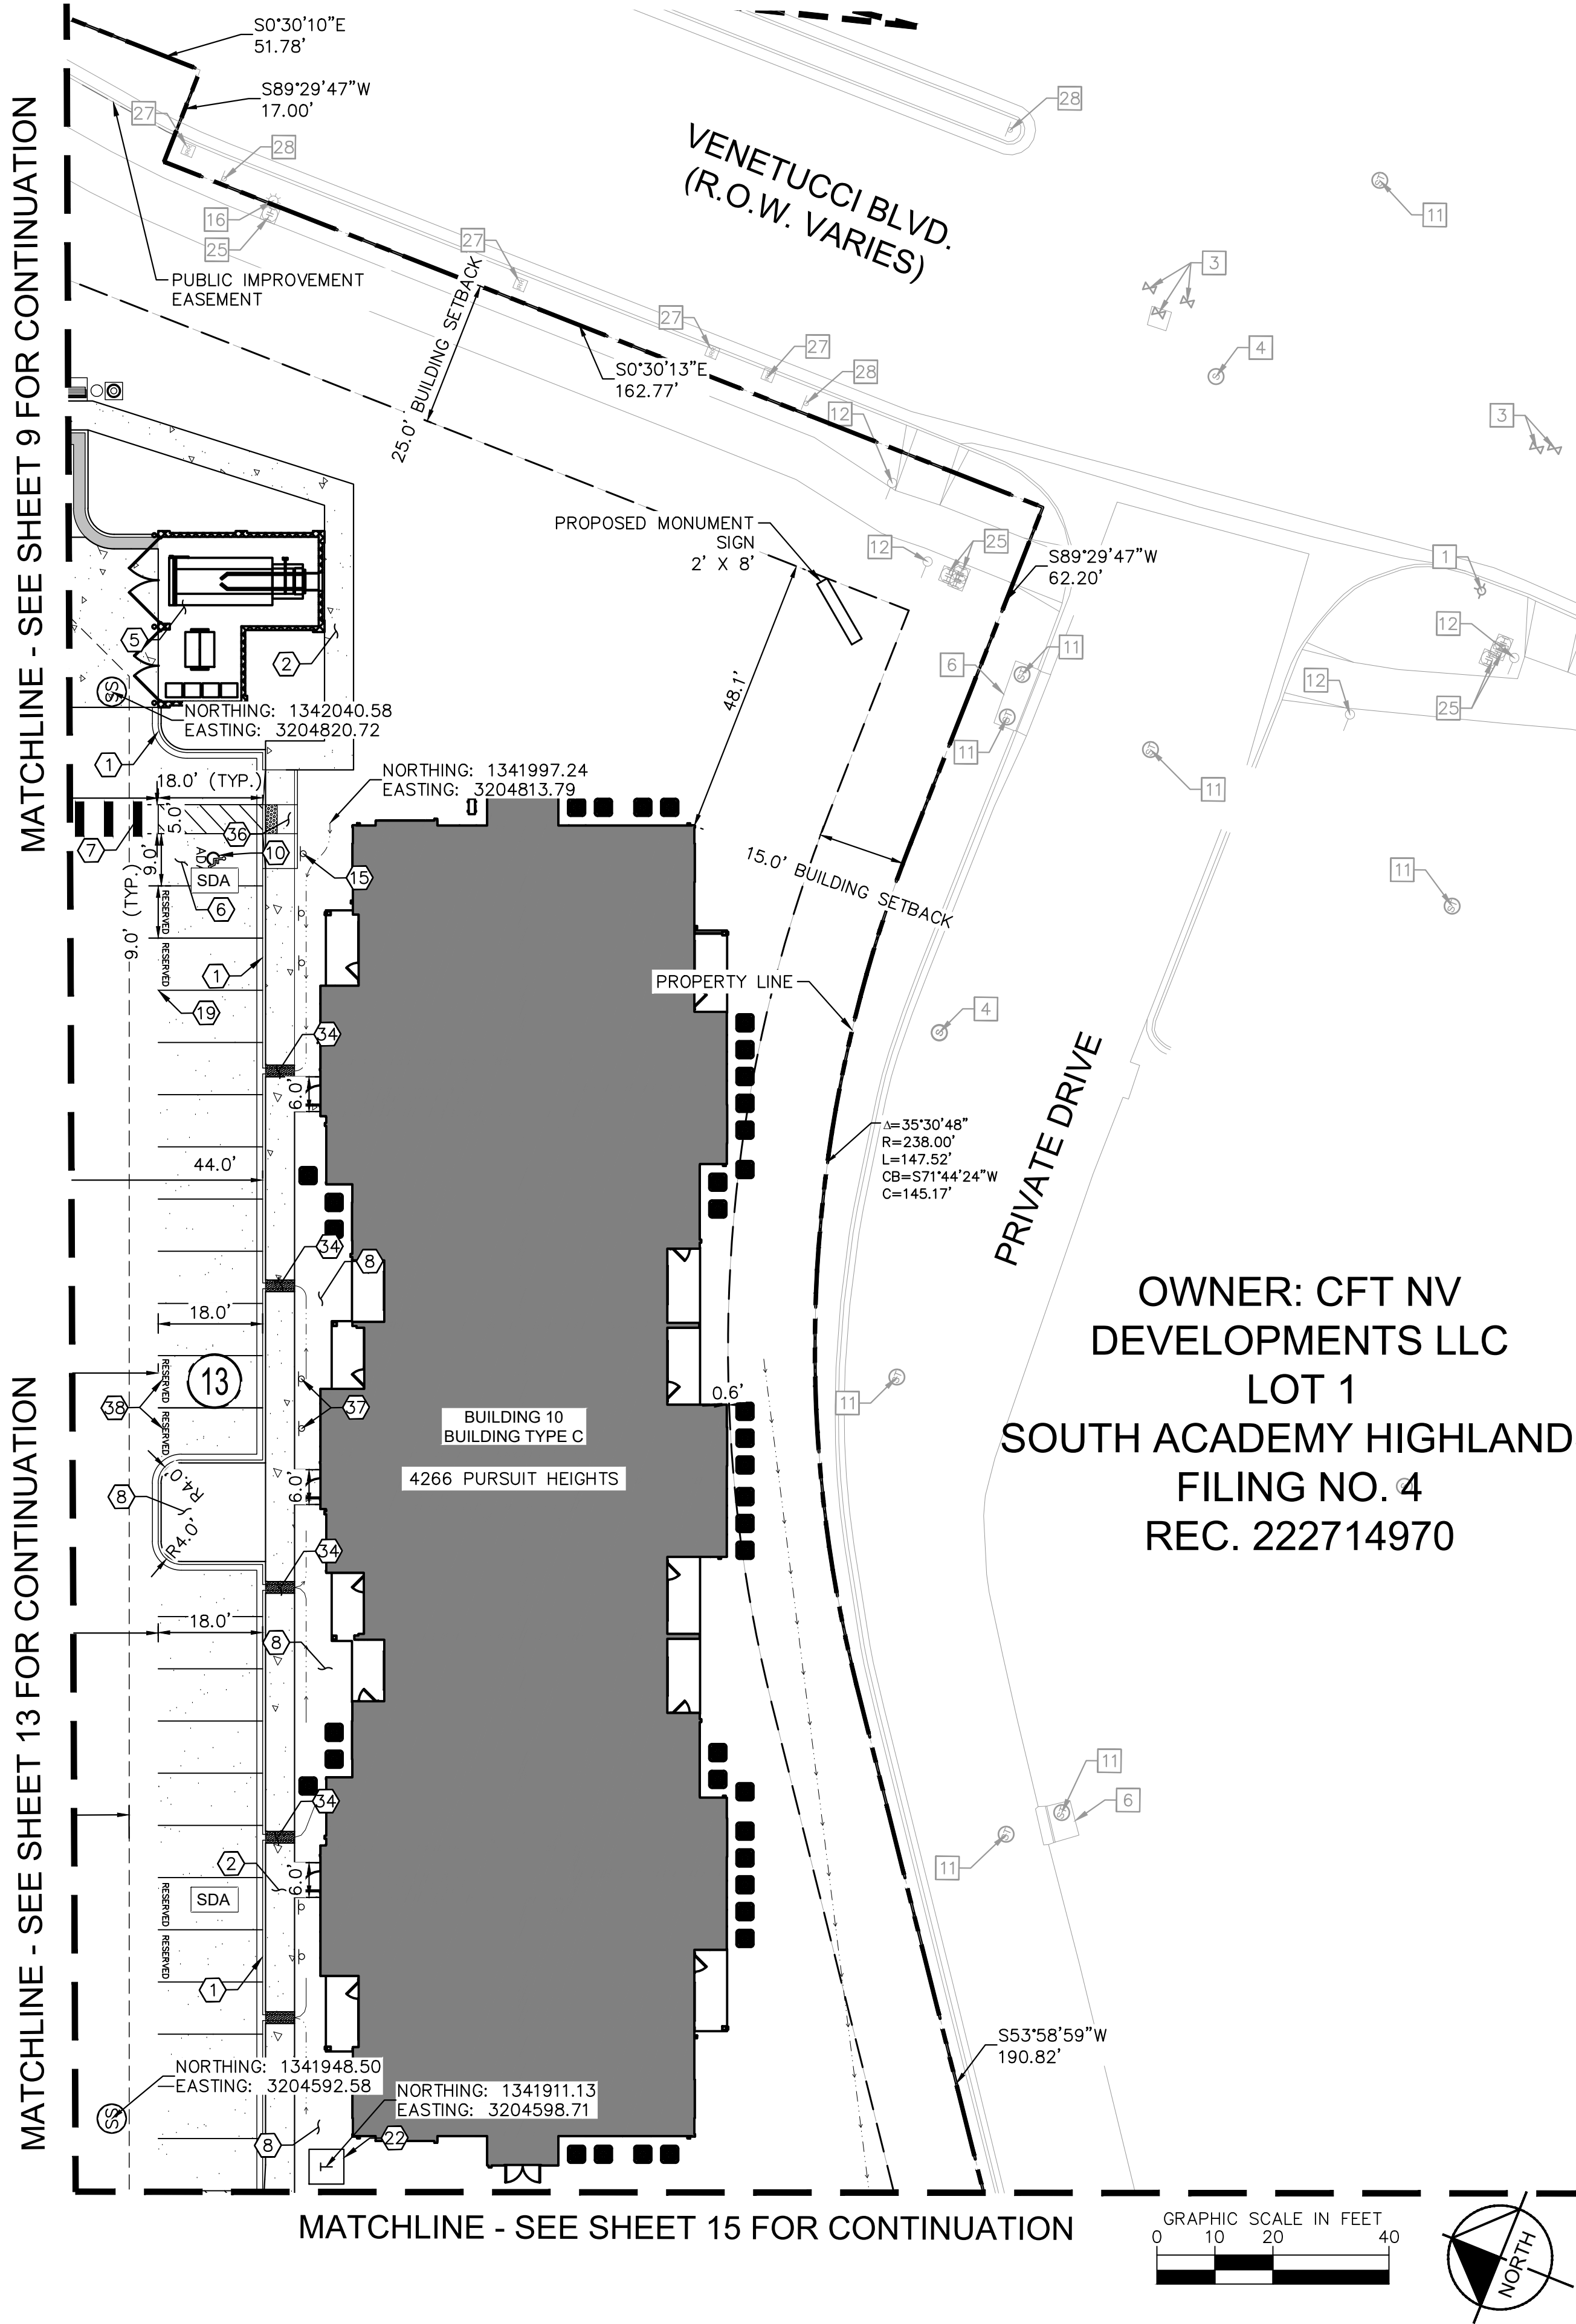 S0°30'10"E
51.78'
S89°29'47"W
17.00'
27
28
28
VENETUCCI BLVD.
(R.O.W. VARIES)
11
16
25
27
3
PUBLIC IMPROVEMENT
EASEMENT
25.0' BUILDING SETBACK
27
27
4
S0°30'13"E
162.77'
28
12
3
MATCHLINE - SEE SHEET 9 FOR CONTINUATION
PROPOSED MONUMENT
SIGN
2' X 8'
12
25
S89°29'47"W
62.20'
1
12
5
2
6
11
12
25
SS
NORTHING: 1342040.58
EASTING: 3204820.72
48.1'
11
1
11
18.0' (TYP.)
NORTHING: 1341997.24
EASTING: 3204813.79
5.0'
36
7
9.0'
ADA
10
15
15.0' BUILDING SETBACK
11
SDA
6
9.0' (TYP.)
RESERVED
RESERVED
1
PROPERTY LINE
19
34
4
6.0'
PRIVATE DRIVE
Δ=35°30'48"
R=238.00'
L=147.52'
CB=S71°44'24"W
C=145.17'
44.0'
34
8
18.0'
OWNER: CFT NV
DEVELOPMENTS LLC
LOT 1
SOUTH ACADEMY HIGHLAND
FILING NO. 4
REC. 222714970
RESERVED
13
38
RESERVED
37
0.6'
11
BUILDING 10
BUILDING TYPE C
4266 PURSUIT HEIGHTS
R4.0'
8
6.0'
R4.0'
34
18.0'
8
MATCHLINE - SEE SHEET 13 FOR CONTINUATION
11
34
6
2
6.0'
11
RESERVED
SDA
RESERVED
1
S53°58'59"W
190.82'
NORTHING: 1341948.50
EASTING: 3204592.58
NORTHING: 1341911.13
EASTING: 3204598.71
SS
8
22
MATCHLINE - SEE SHEET 15 FOR CONTINUATION
GRAPHIC SCALE IN FEET
0 10 20 40
NORTH